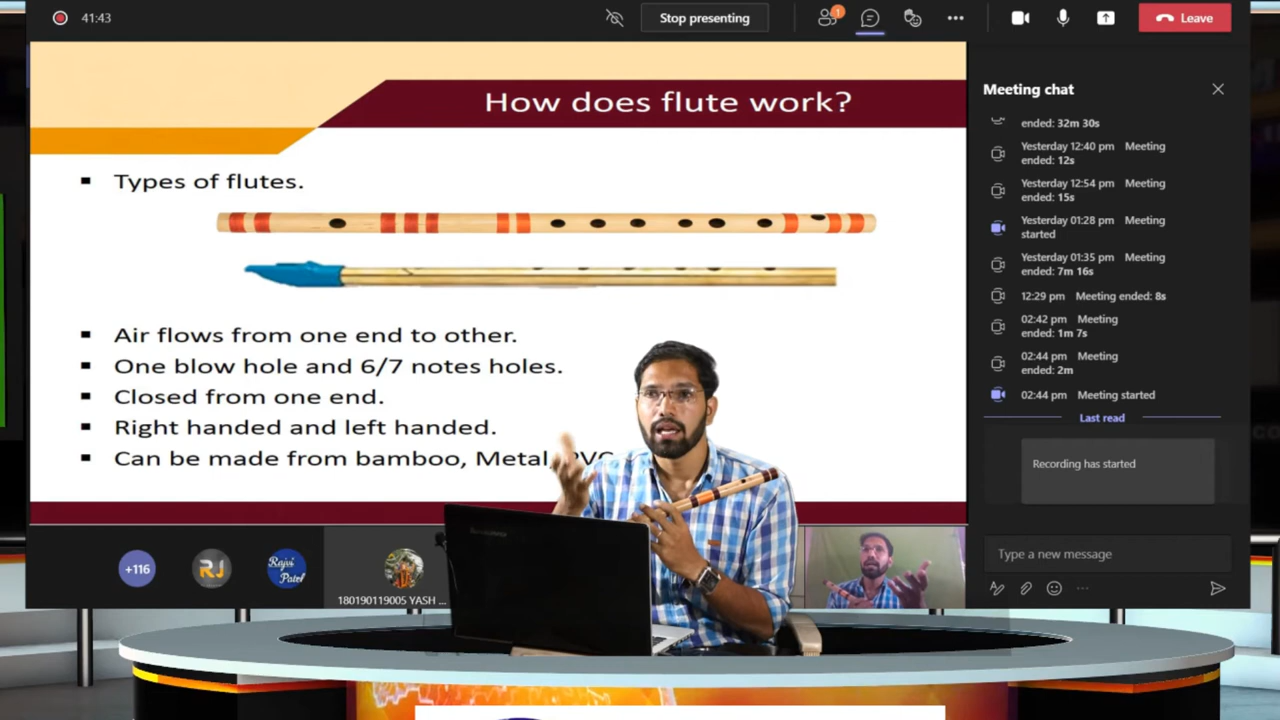 41:43
Stop presenting
1
Leave
How does flute work?
Types of flutes.
Air flows from one end to other.
One blow hole and 6/7 notes holes.
Closed from one end.
Right handed and left handed.
Can be made from bamboo, Metal, PVC
+116
RJ
Rajvi
Patel
180190119005 YASH ...
Meeting chat
ended: 32m 30s
Yesterday 12:40 pm Meeting
ended: 12s
Yesterday 12:54 pm Meeting
ended: 15s
Yesterday 01:28 pm Meeting
started
Yesterday 01:35 pm Meeting
ended: 7m 16s
12:29 pm Meeting ended: 8s
02:42 pm Meeting
ended: 1m 7s
02:44 pm Meeting
ended: 2m
02:44 pm Meeting started
Last read
Recording has started
Type a new message